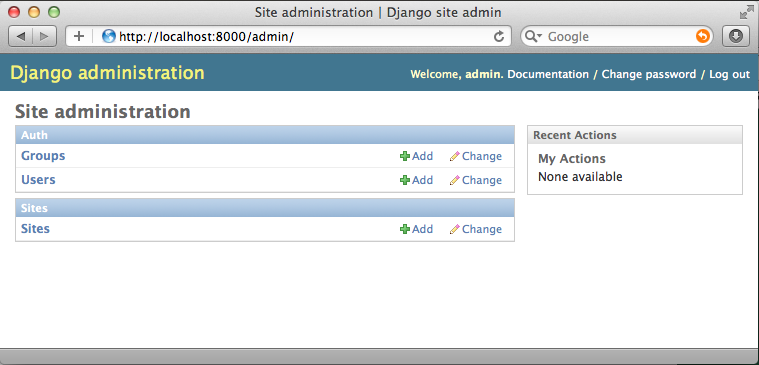 Site administration | Django site admin
http://localhost:8000/admin/
Google
Django administration
Welcome, admin. Documentation / Change password / Log out
Site administration
Auth
Groups Add Change
Users Add Change
Sites
Sites Add Change
Recent Actions
My Actions
None available